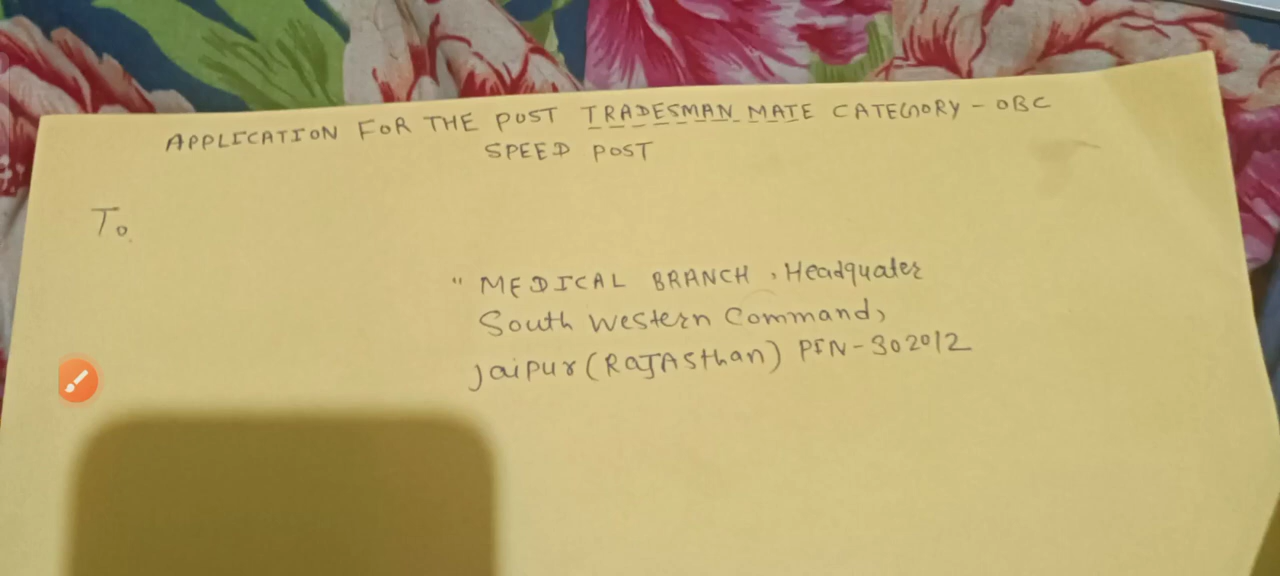 APPLICATION FOR THE POST TRADESMAN MATE CATEGORY - OBC
SPEED POST
To
" MEDICAL BRANCH, Headquater
South Western Command,
Jaipur (RAJASthan) PIN-302012